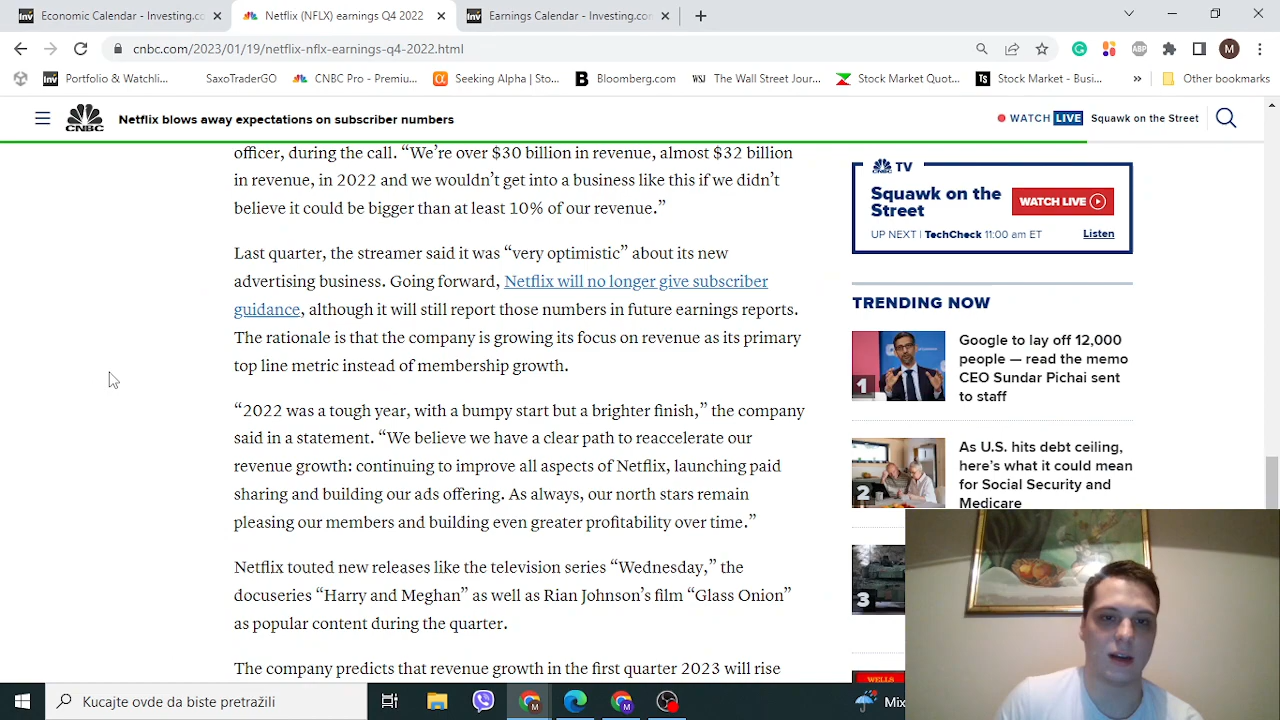 Economic Calendar - Investing.co
Netflix (NFLX) earnings Q4 2022
Earnings Calendar - Investing.co
cnbc.com/2023/01/19/netflix-nflx-earnings-q4-2022.html
ABP
M
Inv Portfolio & Watchli...
SaxoTraderGO
CNBC Pro - Premiu...
Seeking Alpha | Sto...
B Bloomberg.com
WSJ The Wall Street Jour...
Stock Market Quot...
Ts Stock Market - Busi...
»
Other bookmarks
CNBC
Netflix blows away expectations on subscriber numbers
WATCH LIVE Squawk on the Street
officer, during the call. “We’re over $30 billion in revenue, almost $32 billion
in revenue, in 2022 and we wouldn’t get into a business like this if we didn’t
believe it could be bigger than at least 10% of our revenue.”
Last quarter, the streamer said it was “very optimistic” about its new
advertising business. Going forward, Netflix will no longer give subscriber
guidance, although it will still report those numbers in future earnings reports.
The rationale is that the company is growing its focus on revenue as its primary
top line metric instead of membership growth.
“2022 was a tough year, with a bumpy start but a brighter finish,” the company
said in a statement. “We believe we have a clear path to reaccelerate our
revenue growth: continuing to improve all aspects of Netflix, launching paid
sharing and building our ads offering. As always, our north stars remain
pleasing our members and building even greater profitability over time.”
Netflix touted new releases like the television series “Wednesday,” the
docuseries “Harry and Meghan” as well as Rian Johnson’s film “Glass Onion”
as popular content during the quarter.
The company predicts that revenue growth in the first quarter 2023 will rise
TV
Squawk on the
Street
WATCH LIVE
UP NEXT | TechCheck 11:00 am ET
Listen
TRENDING NOW
1
Google to lay off 12,000
people — read the memo
CEO Sundar Pichai sent
to staff
2
As U.S. hits debt ceiling,
here’s what it could mean
for Social Security and
Medicare
3
WELLS
Kucajte ovdje da biste pretražili
Mix